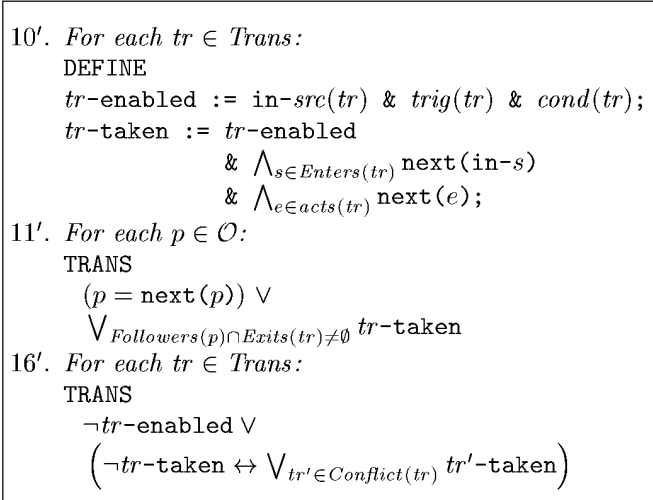 10′. For each tr ∈ Trans:
DEFINE
tr-enabled := in-src(tr) & trig(tr) & cond(tr);
tr-taken := tr-enabled
& ⋀s∈Enters(tr) next(in-s)
& ⋀e∈acts(tr) next(e);
11′. For each p ∈ 𝒪:
TRANS
(p = next(p)) ∨
⋁Followers(p)∩Exits(tr)≠∅ tr-taken
16′. For each tr ∈ Trans:
TRANS
¬tr-enabled ∨
(¬tr-taken ↔ ⋁tr′∈Conflict(tr) tr′-taken)